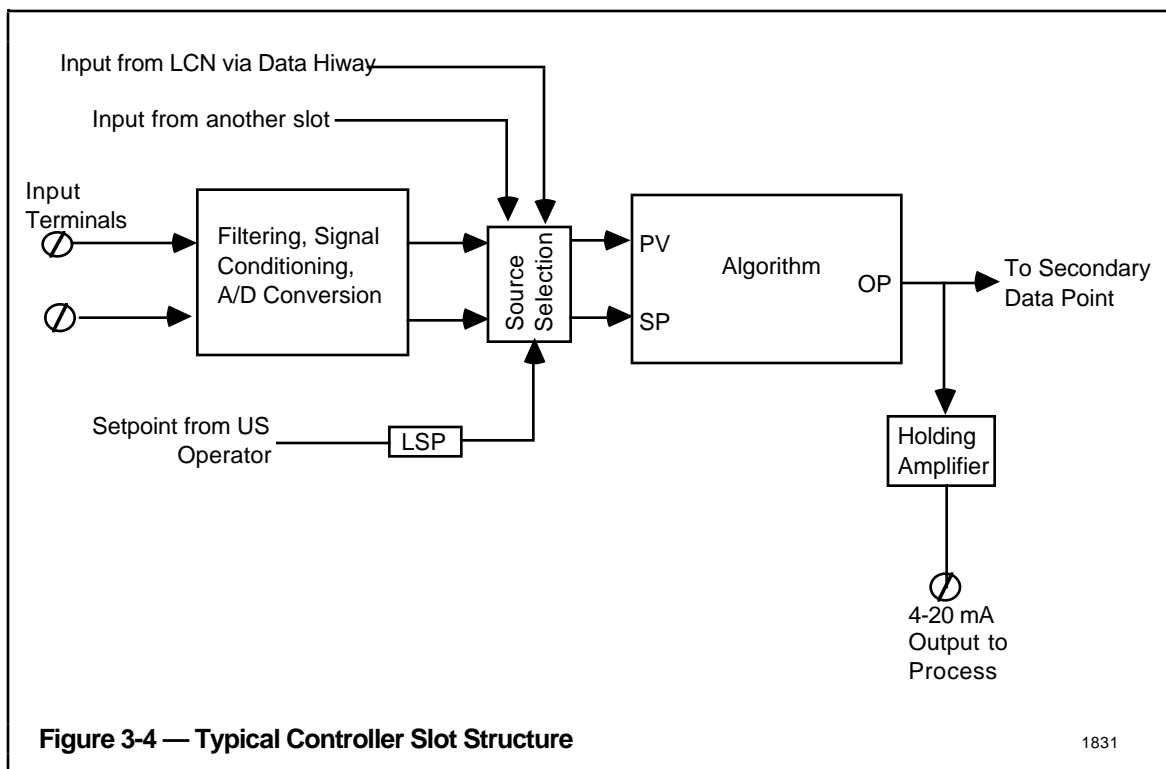 Input from LCN via Data Hiway
Input from another slot
Input
Terminals
Filtering, Signal
Conditioning,
A/D Conversion
Source
Selection
PV
SP
Algorithm
OP
To Secondary
Data Point
Setpoint from US
Operator
LSP
Holding
Amplifier
4-20 mA
Output to
Process
Figure 3-4 — Typical Controller Slot Structure
1831